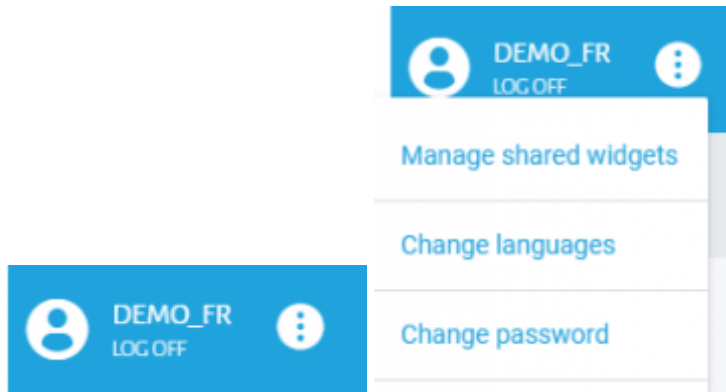 DEMO_FR
LOG OFF
DEMO_FR
LOG OFF
Manage shared widgets
Change languages
Change password